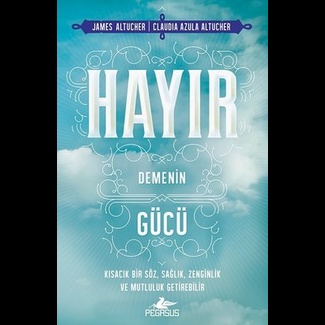 JAMES ALTUCHER | CLAUDIA AZULA ALTUCHER
HAYIR
DEMENİN
GÜCÜ
KISACIK BİR SÖZ, SAĞLIK, ZENGİNLİK
VE MUTLULUK GETİREBİLİR
PEGASUS